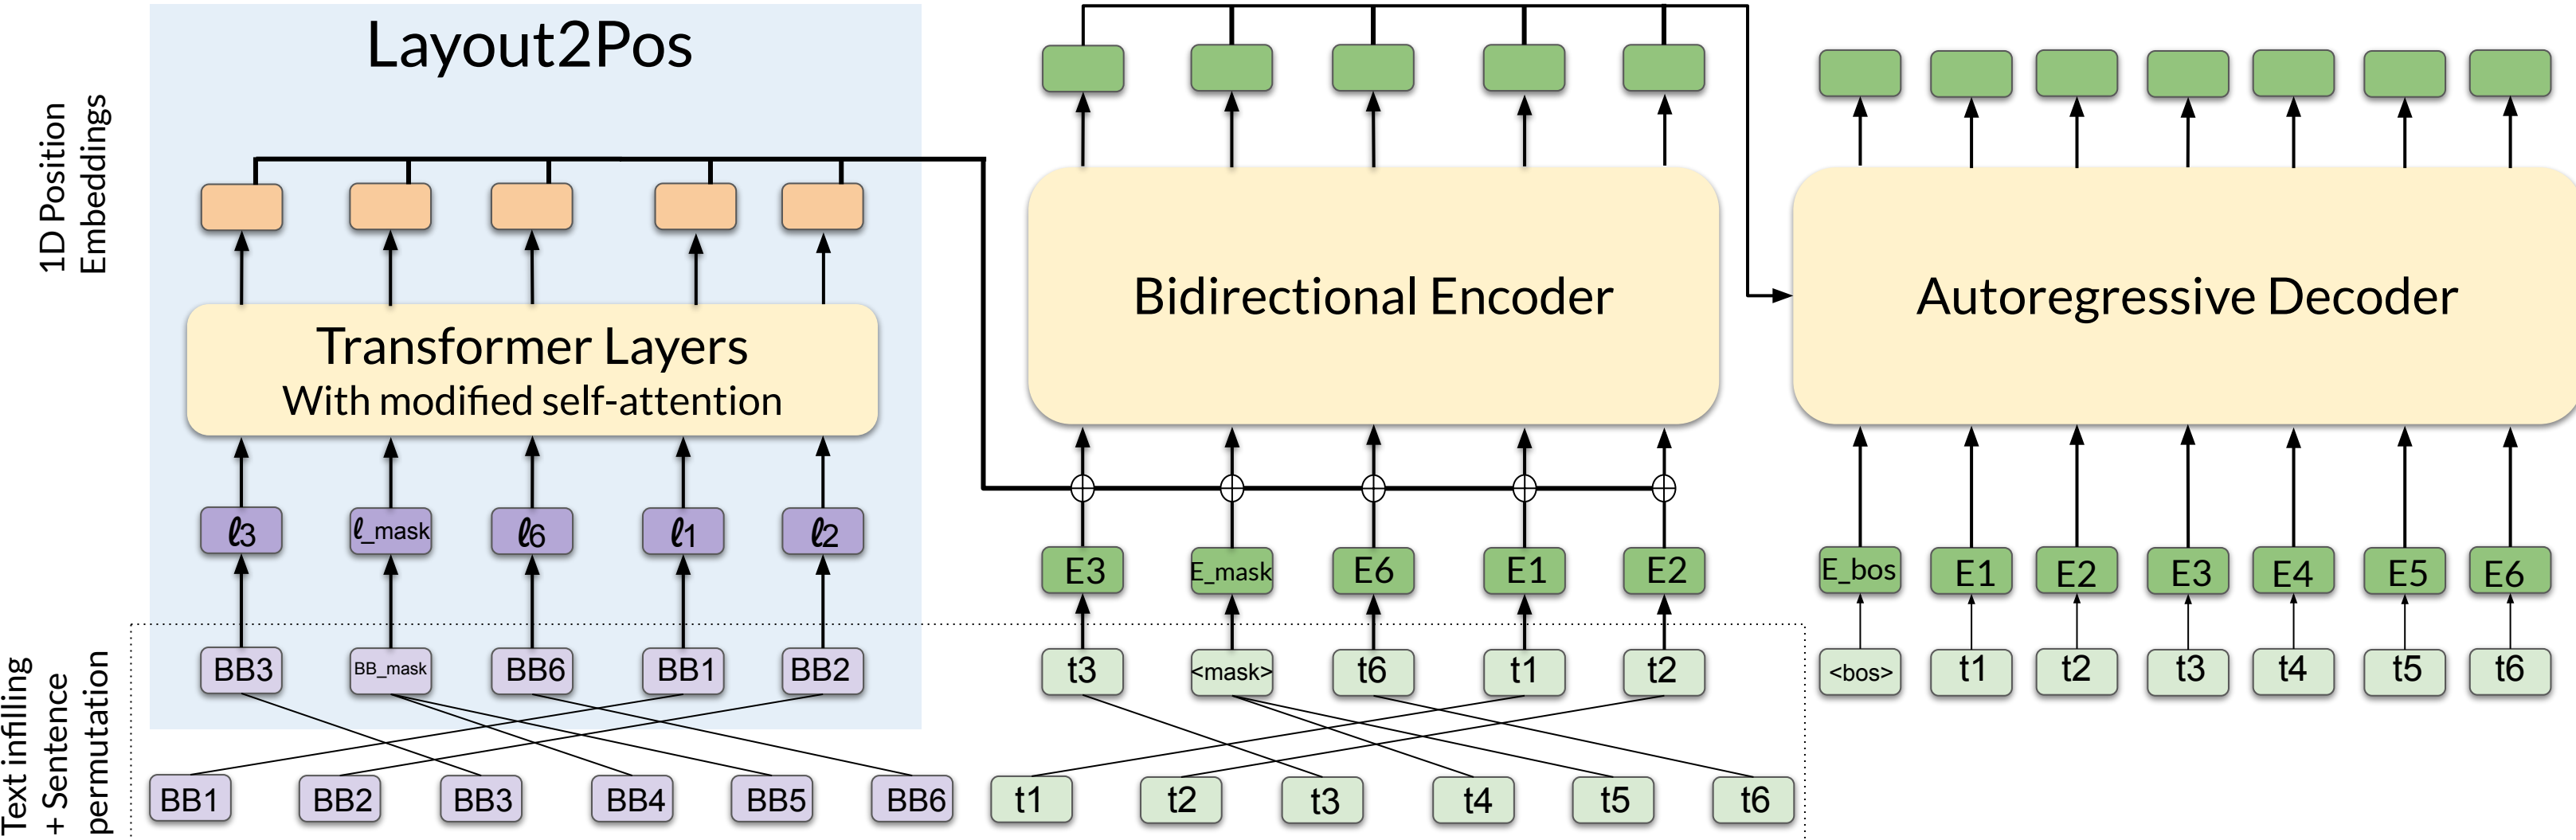 Layout2Pos
1D Position
Embeddings
Transformer Layers
With modified self-attention
Bidirectional Encoder
Autoregressive Decoder
ℓ3 ℓ_mask ℓ6 ℓ1 ℓ2
E3 E_mask E6 E1 E2
E_bos E1 E2 E3 E4 E5 E6
Text infilling
+ Sentence
permutation
BB3 BB_mask BB6 BB1 BB2
t3 <mask> t6 t1 t2
<bos> t1 t2 t3 t4 t5 t6
BB1 BB2 BB3 BB4 BB5 BB6
t1 t2 t3 t4 t5 t6